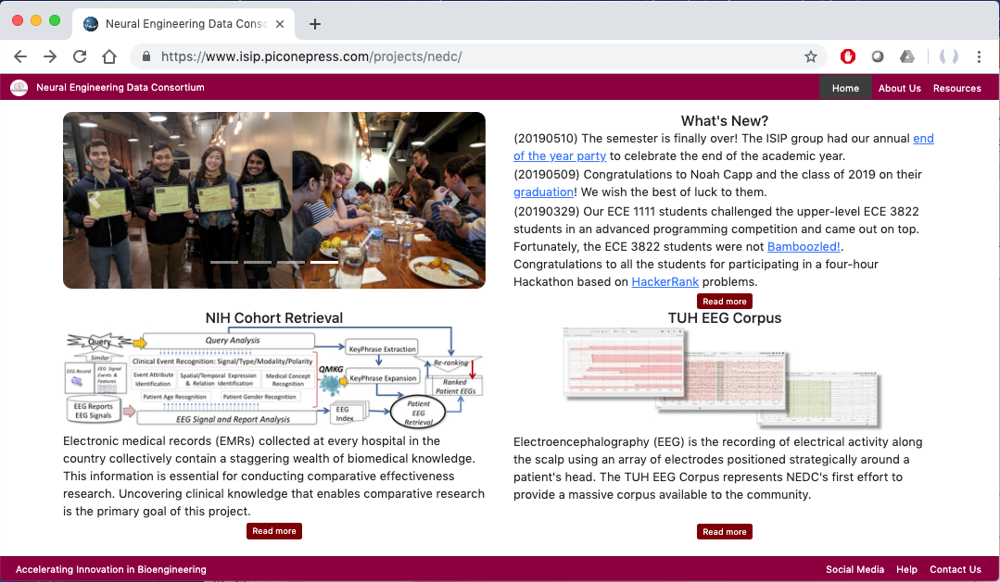 Neural Engineering Data Conso
https://www.isip.piconepress.com/projects/nedc/
Neural Engineering Data Consortium
Home About Us Resources
What's New?
(20190510) The semester is finally over! The ISIP group had our annual end
of the year party to celebrate the end of the academic year.
(20190509) Congratulations to Noah Capp and the class of 2019 on their
graduation! We wish the best of luck to them.
(20190329) Our ECE 1111 students challenged the upper-level ECE 3822
students in an advanced programming competition and came out on top.
Fortunately, the ECE 3822 students were not Bamboozled!.
Congratulations to all the students for participating in a four-hour
Hackathon based on HackerRank problems.
Read more
NIH Cohort Retrieval
Query
Query Analysis
Similar
Clinical Event Recognition: Signal/Type/Modality/Polarity
EEG Record
EEG Signal
Events &
Features
Event Attribute
Identification
Spatial/Temporal Expression
& Relation Identification
Medical Concept
Recognition
Patient Age Recognition
Patient Gender Recognition
EEG Reports
EEG Signals
EEG Signal and Report Analysis
QMKG
KeyPhrase Extraction
KeyPhrase Expansion
Re-ranking
Ranked
Patient EEGs
EEG
Index
Patient
EEG
Retrieval
Electronic medical records (EMRs) collected at every hospital in the
country collectively contain a staggering wealth of biomedical knowledge.
This information is essential for conducting comparative effectiveness
research. Uncovering clinical knowledge that enables comparative research
is the primary goal of this project.
Read more
TUH EEG Corpus
Electroencephalography (EEG) is the recording of electrical activity along
the scalp using an array of electrodes positioned strategically around a
patient's head. The TUH EEG Corpus represents NEDC's first effort to
provide a massive corpus available to the community.
Read more
Accelerating Innovation in Bioengineering
Social Media Help Contact Us